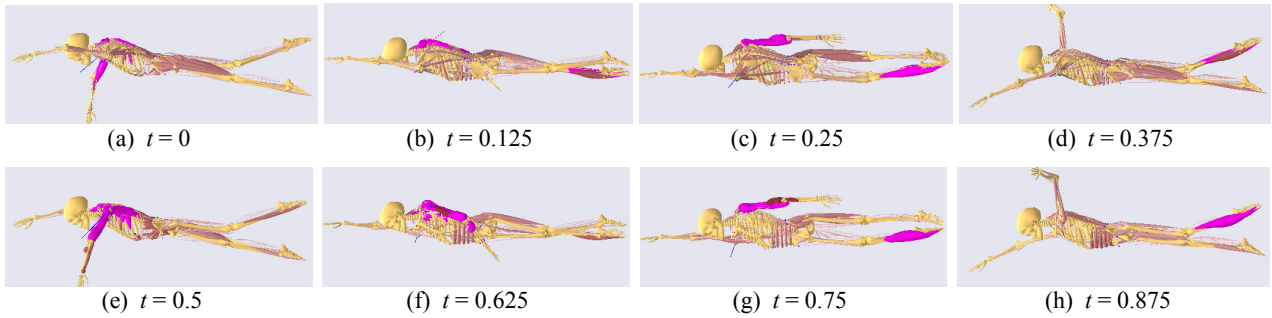 (a) t = 0
(b) t = 0.125
(c) t = 0.25
(d) t = 0.375
(e) t = 0.5
(f) t = 0.625
(g) t = 0.75
(h) t = 0.875